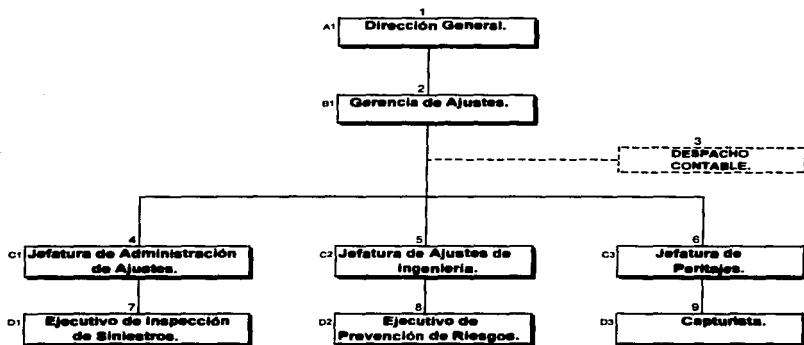 1
A1 Dirección General.
2
B1 Gerencia de Ajustes.
3
DESPACHO
CONTABLE.
4
C1 Jefatura de Administración
de Ajustes.
5
C2 Jefatura de Ajustes de
Ingeniería.
6
C3 Jefatura de
Peritajes.
7
D1 Ejecutivo de Inspección
de Siniestros.
8
D2 Ejecutivo de
Prevención de Riesgos.
9
D3 Capturista.